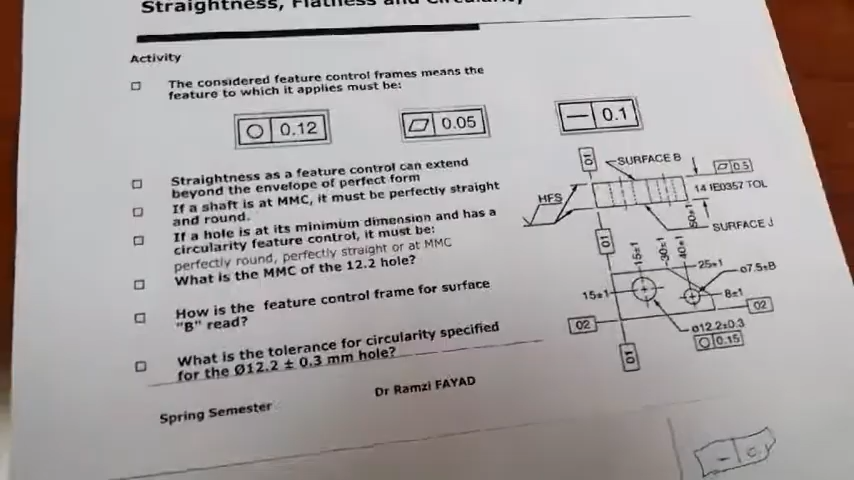 Straightness, Flatness and Circularity
Activity
The considered feature control frames means the
feature to which it applies must be:
0.12
0.05
0.1
Straightness as a feature control can extend
beyond the envelope of perfect form
If a shaft is at MMC, it must be perfectly straight
and round.
If a hole is at its minimum dimension and has a
circularity feature control, it must be:
perfectly round, perfectly straight or at MMC
What is the MMC of the 12.2 hole?
How is the feature control frame for surface
"B" read?
What is the tolerance for circularity specified
for the Ø12.2 ± 0.3 mm hole?
01
SURFACE B
0.5
HFS
14 IE0357 TOL
50±1
SURFACE J
01
15±1
30±1
40±1
25±1
ø7.5±B
15±1
8±1
02
02
ø12.2±0.3
0.15
01
Spring Semester
Dr Ramzi FAYAD